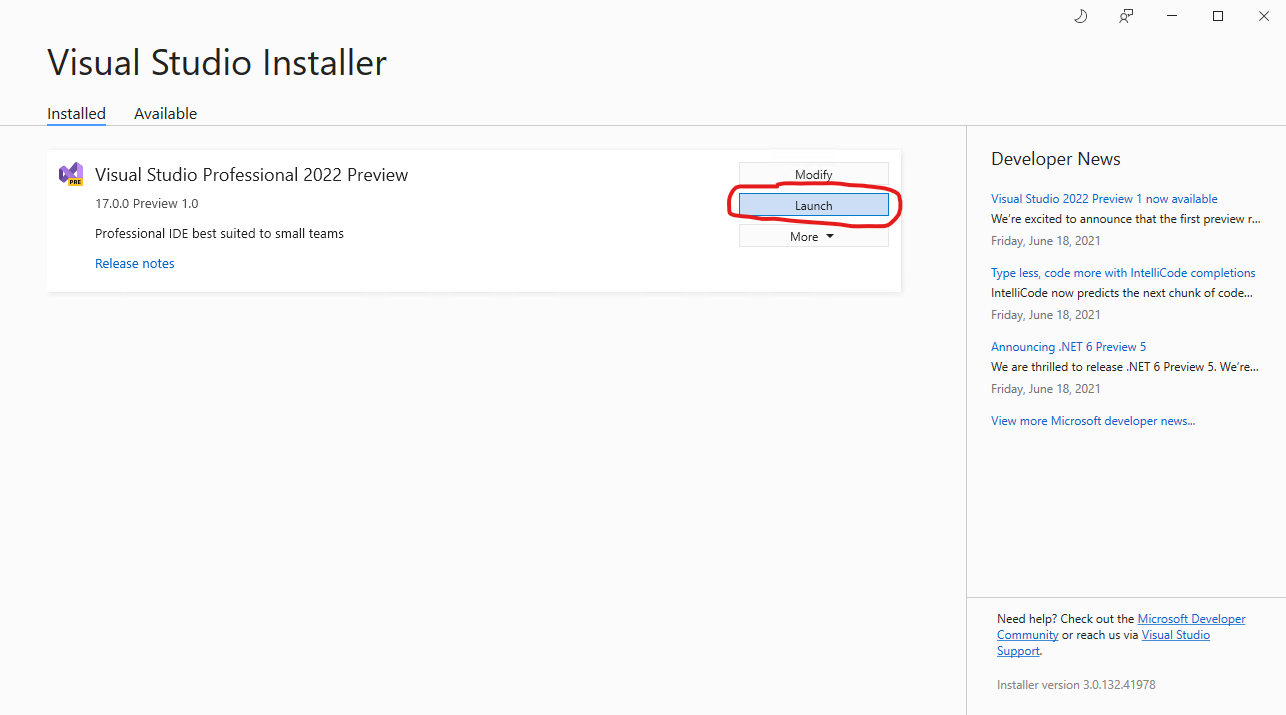 Visual Studio Installer
Installed Available
PRE
Visual Studio Professional 2022 Preview
17.0.0 Preview 1.0
Professional IDE best suited to small teams
Release notes
Modify
Launch
More
Developer News
Visual Studio 2022 Preview 1 now available
We're excited to announce that the first preview r...
Friday, June 18, 2021
Type less, code more with IntelliCode completions
IntelliCode now predicts the next chunk of code...
Friday, June 18, 2021
Announcing .NET 6 Preview 5
We are thrilled to release .NET 6 Preview 5. We're...
Friday, June 18, 2021
View more Microsoft developer news...
Need help? Check out the Microsoft Developer
Community or reach us via Visual Studio
Support.
Installer version 3.0.132.41978